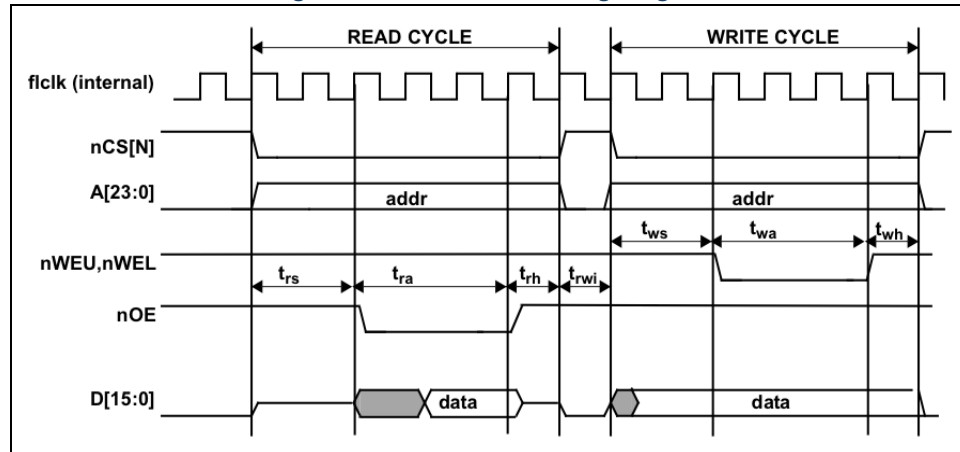 READ CYCLE WRITE CYCLE
flclk (internal)
nCS[N]
A[23:0] addr addr
tws twa twh
nWEU,nWEL
trs tra trh trwi
nOE
D[15:0] data data